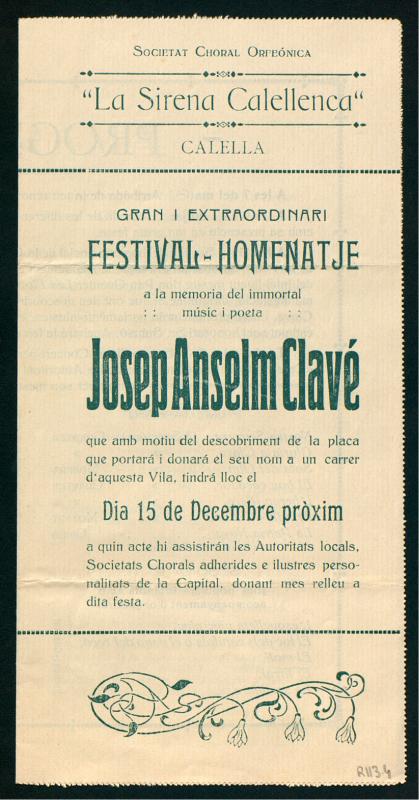 SOCIETAT CHORAL ORFEÓNICA
"LA SIRENA CALELLENCA"
CALELLA
GRAN I EXTRAORDINARI
FESTIVAL-HOMENATJE
a la memoria del immortal
: : músic i poeta : :
Josep Anselm Clavé
que amb motiu del descobriment de la placa
que portará i donará el seu nom a un carrer
d'aquesta Vila, tindrá lloc el
Dia 15 de Decembre pròxim
a quin acte hi assistirán les Autoritats locals,
Societats Chorals adherides e ilustres perso-
nalitats de la Capital, donant mes relleu a
dita festa.
R113-4